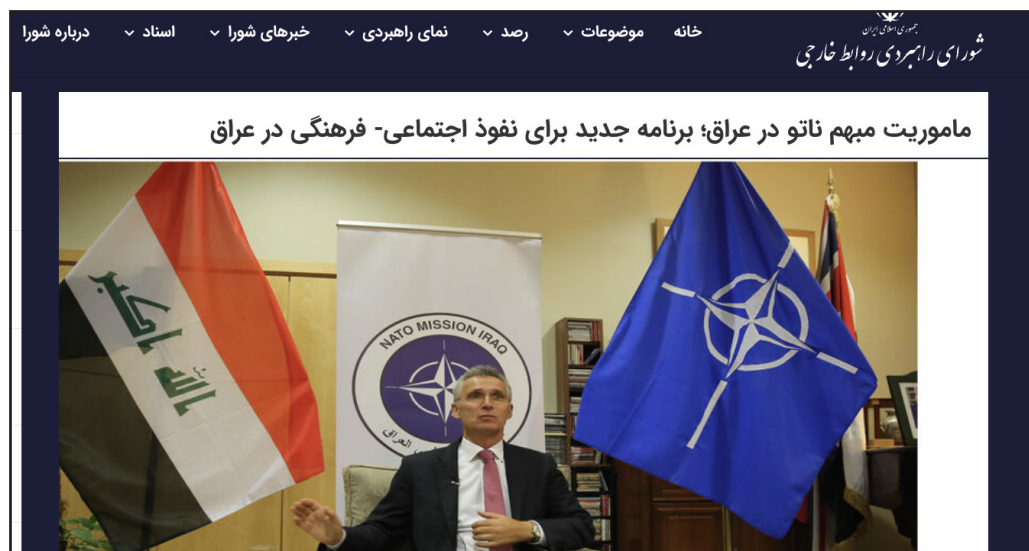 جمهوری اسلامی ایران
شورای راهبردی روابط خارجی
خانه
موضوعات
رصد
نمای راهبردی
خبرهای شورا
اسناد
درباره شورا
ماموریت مبهم ناتو در عراق؛ برنامه جدید برای نفوذ اجتماعی- فرهنگی در عراق
الله اكبر
NATO MISSION IRAQ
العراق